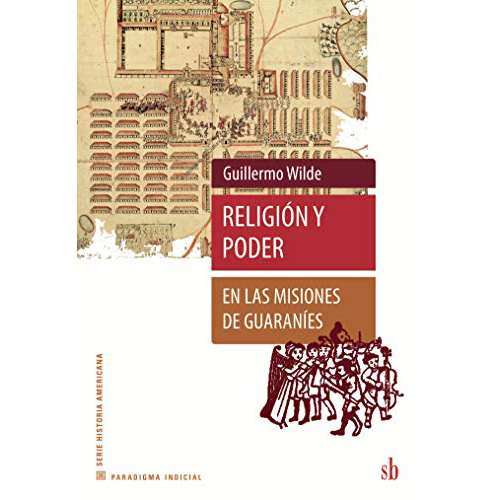 Guillermo Wilde
RELIGIÓN Y
PODER
EN LAS MISIONES
DE GUARANÍES
SERIE HISTORIA AMERICANA
PARADIGMA INDICIAL
sb